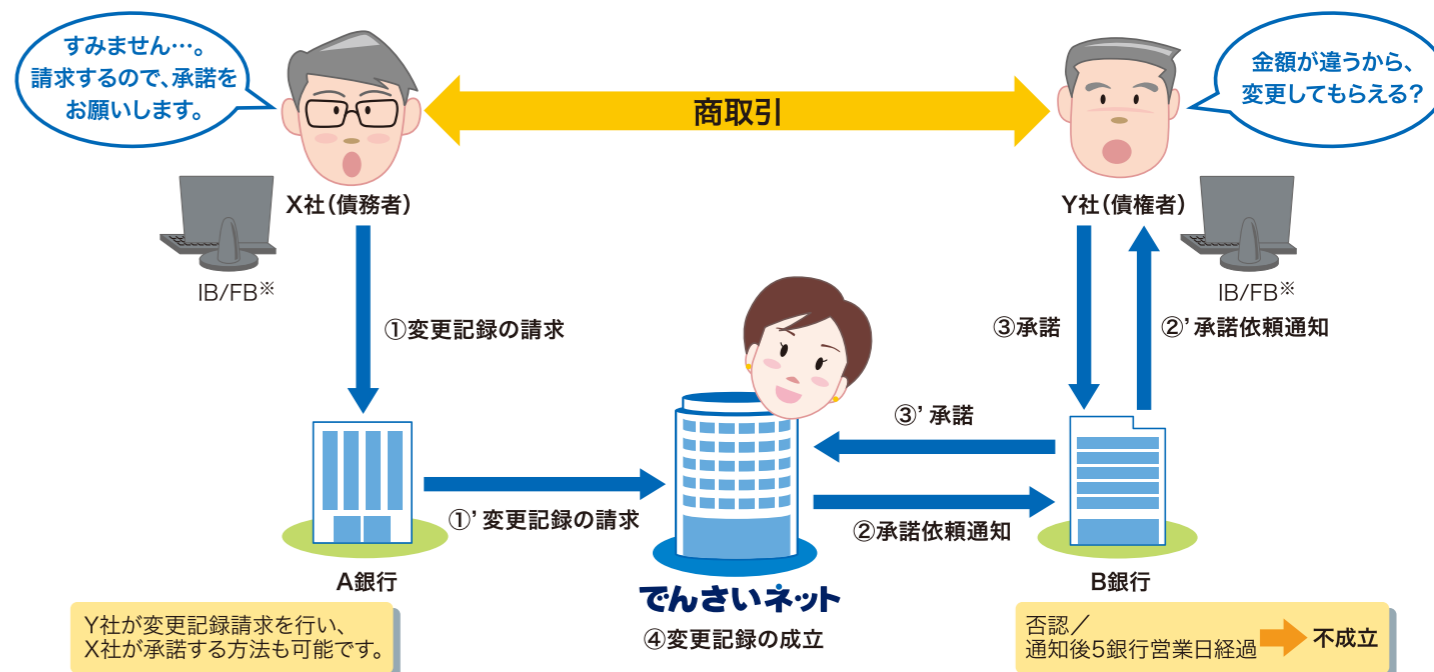 すみません…。
請求するので、承諾を
お願いします。
金額が違うから、
変更してもらえる?
商取引
X社(債務者)
Y社(債権者)
IB/FB※
IB/FB※
①変更記録の請求
③承諾
②’承諾依頼通知
③’承諾
①’変更記録の請求
②承諾依頼通知
A銀行
B銀行
でんさいネット
④変更記録の成立
Y社が変更記録請求を行い、
X社が承諾する方法も可能です。
否認/
通知後5銀行営業日経過 不成立